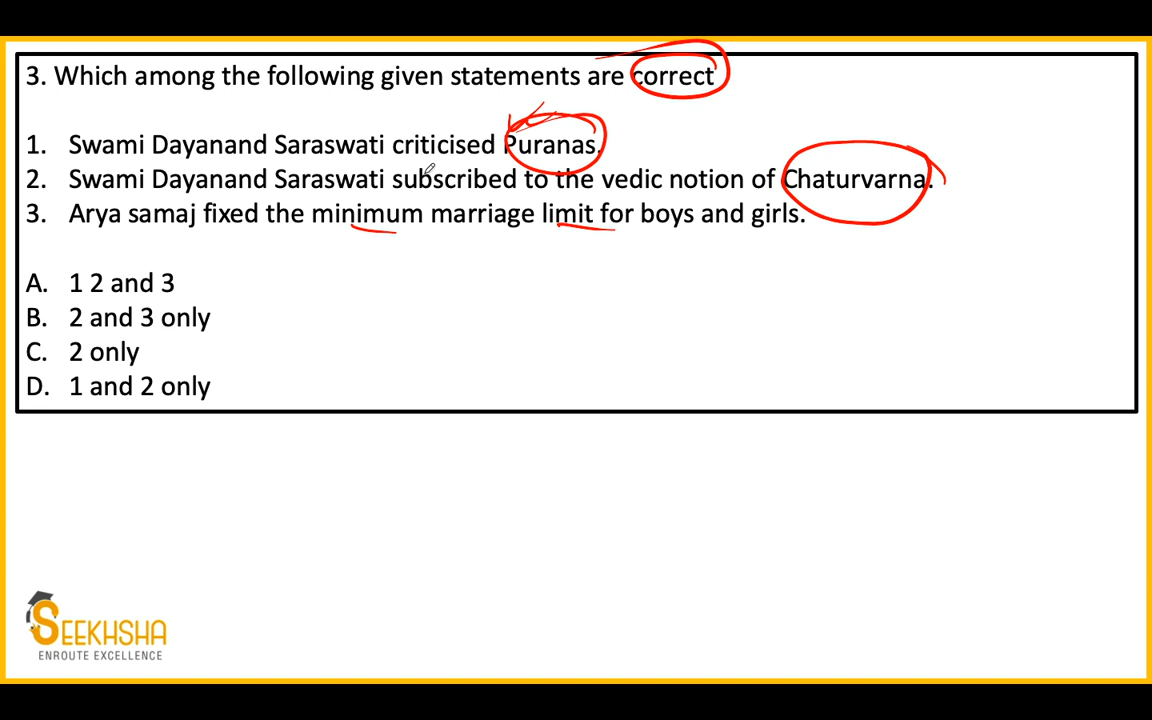 3. Which among the following given statements are correct
1. Swami Dayanand Saraswati criticised Puranas.
2. Swami Dayanand Saraswati subscribed to the vedic notion of Chaturvarna.
3. Arya samaj fixed the minimum marriage limit for boys and girls.
A. 1 2 and 3
B. 2 and 3 only
C. 2 only
D. 1 and 2 only
SEEKHSHA
ENROUTE EXCELLENCE